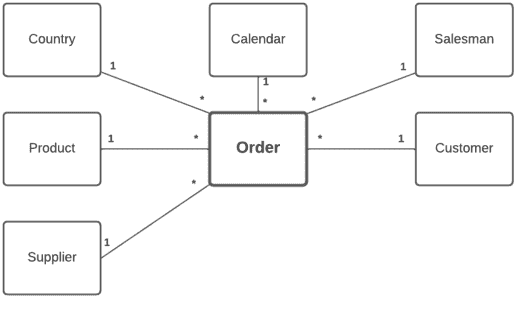 Country
Calendar
Salesman
1
1
1
*
*
*
Product
1
*
Order
*
1
Customer
*
Supplier
1